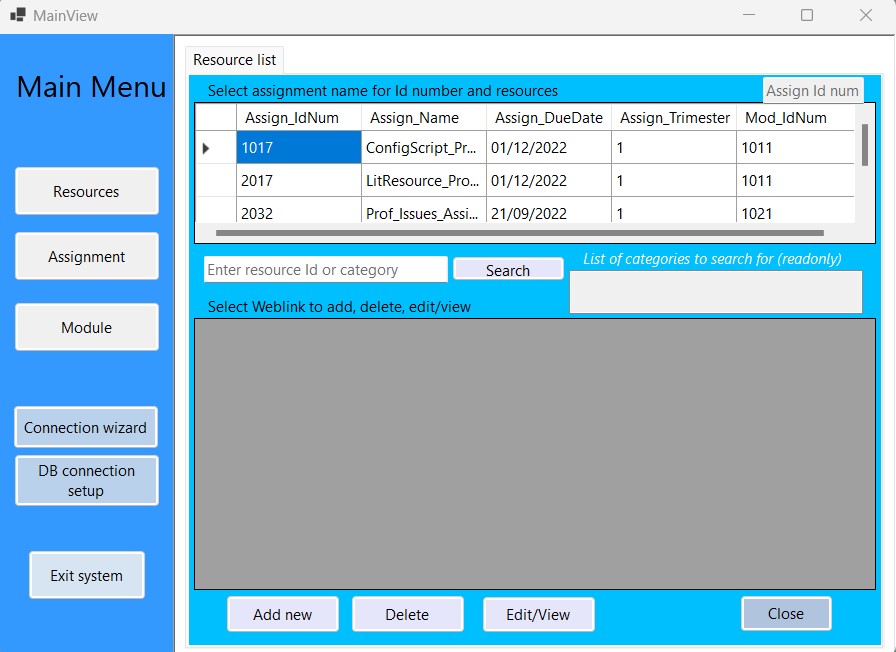 MainView
Main Menu
Resources
Assignment
Module
Connection wizard
DB connection
setup
Exit system
Resource list
Select assignment name for Id number and resources
Assign Id num
Assign_IdNum Assign_Name Assign_DueDate Assign_Trimester Mod_IdNum
1017 ConfigScript_Pr... 01/12/2022 1 1011
2017 LitResource_Pro... 01/12/2022 1 1011
2032 Prof_Issues_Assi... 21/09/2022 1 1021
Enter resource Id or category
Search
List of categories to search for (readonly)
Select Weblink to add, delete, edit/view
Add new
Delete
Edit/View
Close